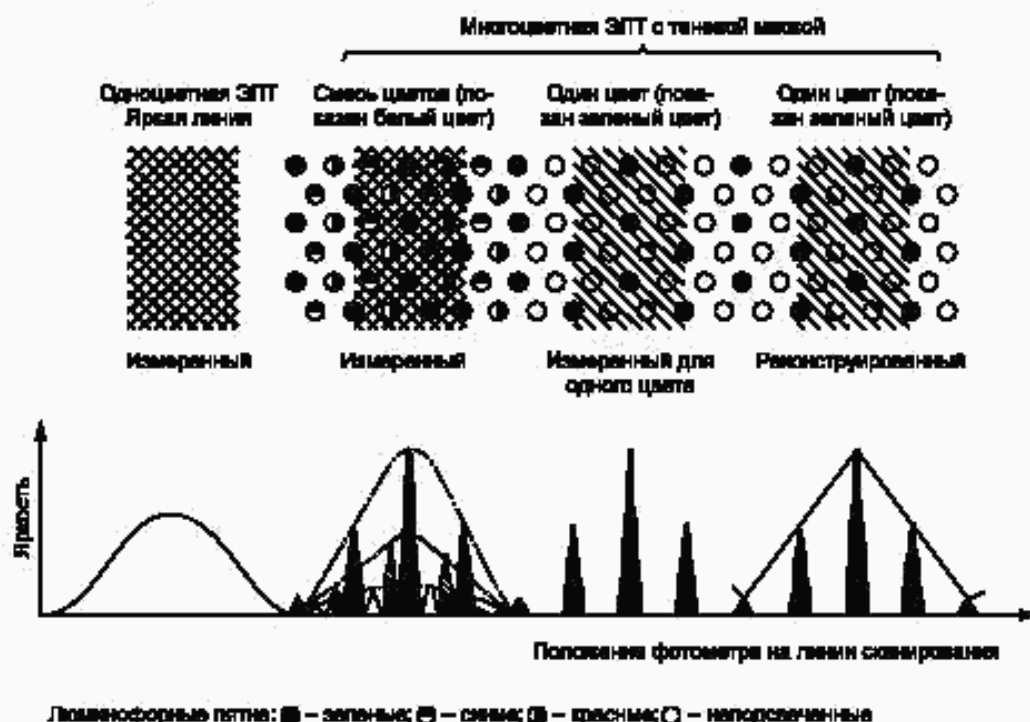 Многоцветная ЭЛТ с теневой маской
Одноцветная ЭЛТ
Яркая линия
Смесь цветов (по-
казан белый цвет)
Один цвет (пока-
зан зеленый цвет)
Один цвет (пока-
зан зеленый цвет)
Измеренный
Измеренный
Измеренный для
одного цвета
Реконструированный
Яркость
Положение фотометра на линии сканирования
Люминофорные пятна: – зеленые; – синие; – красные; – неподсвеченные